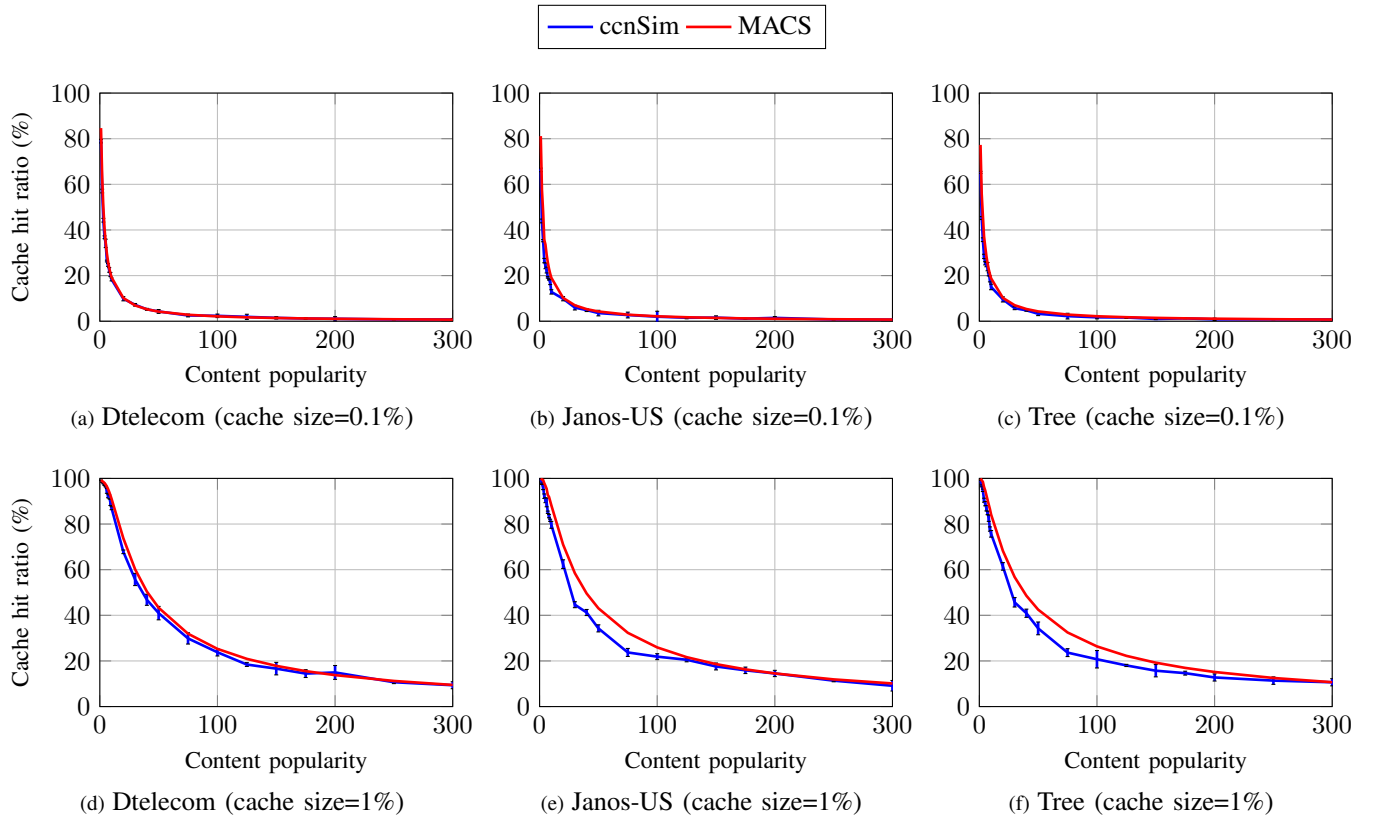 ccnSim MACS
Cache hit ratio (%)
100
80
60
40
20
0
0 100 200 300
Content popularity
(a) Dtelecom (cache size=0.1%)
100
80
60
40
20
0
0 100 200 300
Content popularity
(b) Janos-US (cache size=0.1%)
100
80
60
40
20
0
0 100 200 300
Content popularity
(c) Tree (cache size=0.1%)
Cache hit ratio (%)
100
80
60
40
20
0
0 100 200 300
Content popularity
(d) Dtelecom (cache size=1%)
100
80
60
40
20
0
0 100 200 300
Content popularity
(e) Janos-US (cache size=1%)
100
80
60
40
20
0
0 100 200 300
Content popularity
(f) Tree (cache size=1%)